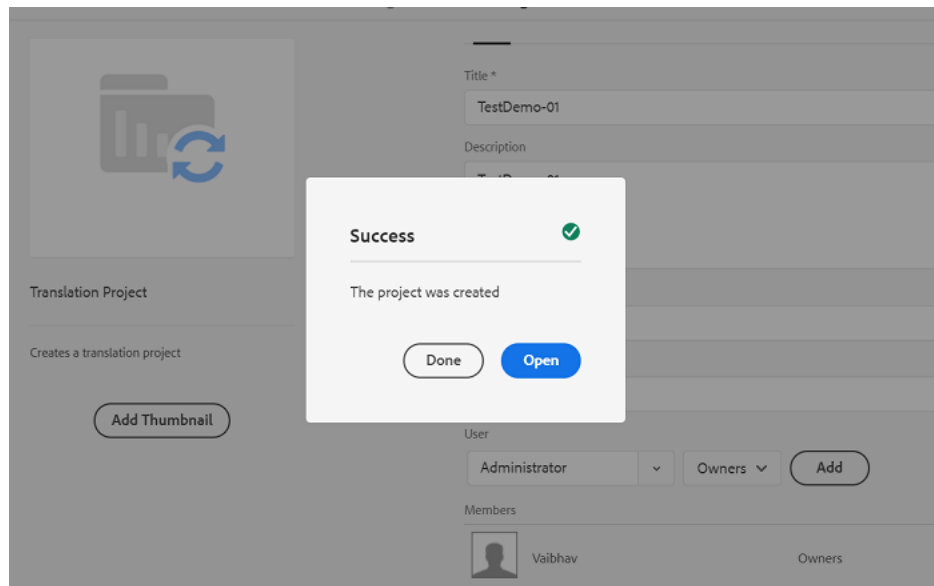 Title *
TestDemo-01
Description
Success
The project was created
Done
Open
Translation Project
Creates a translation project
Add Thumbnail
User
Administrator
Owners
Add
Members
Vaibhav
Owners